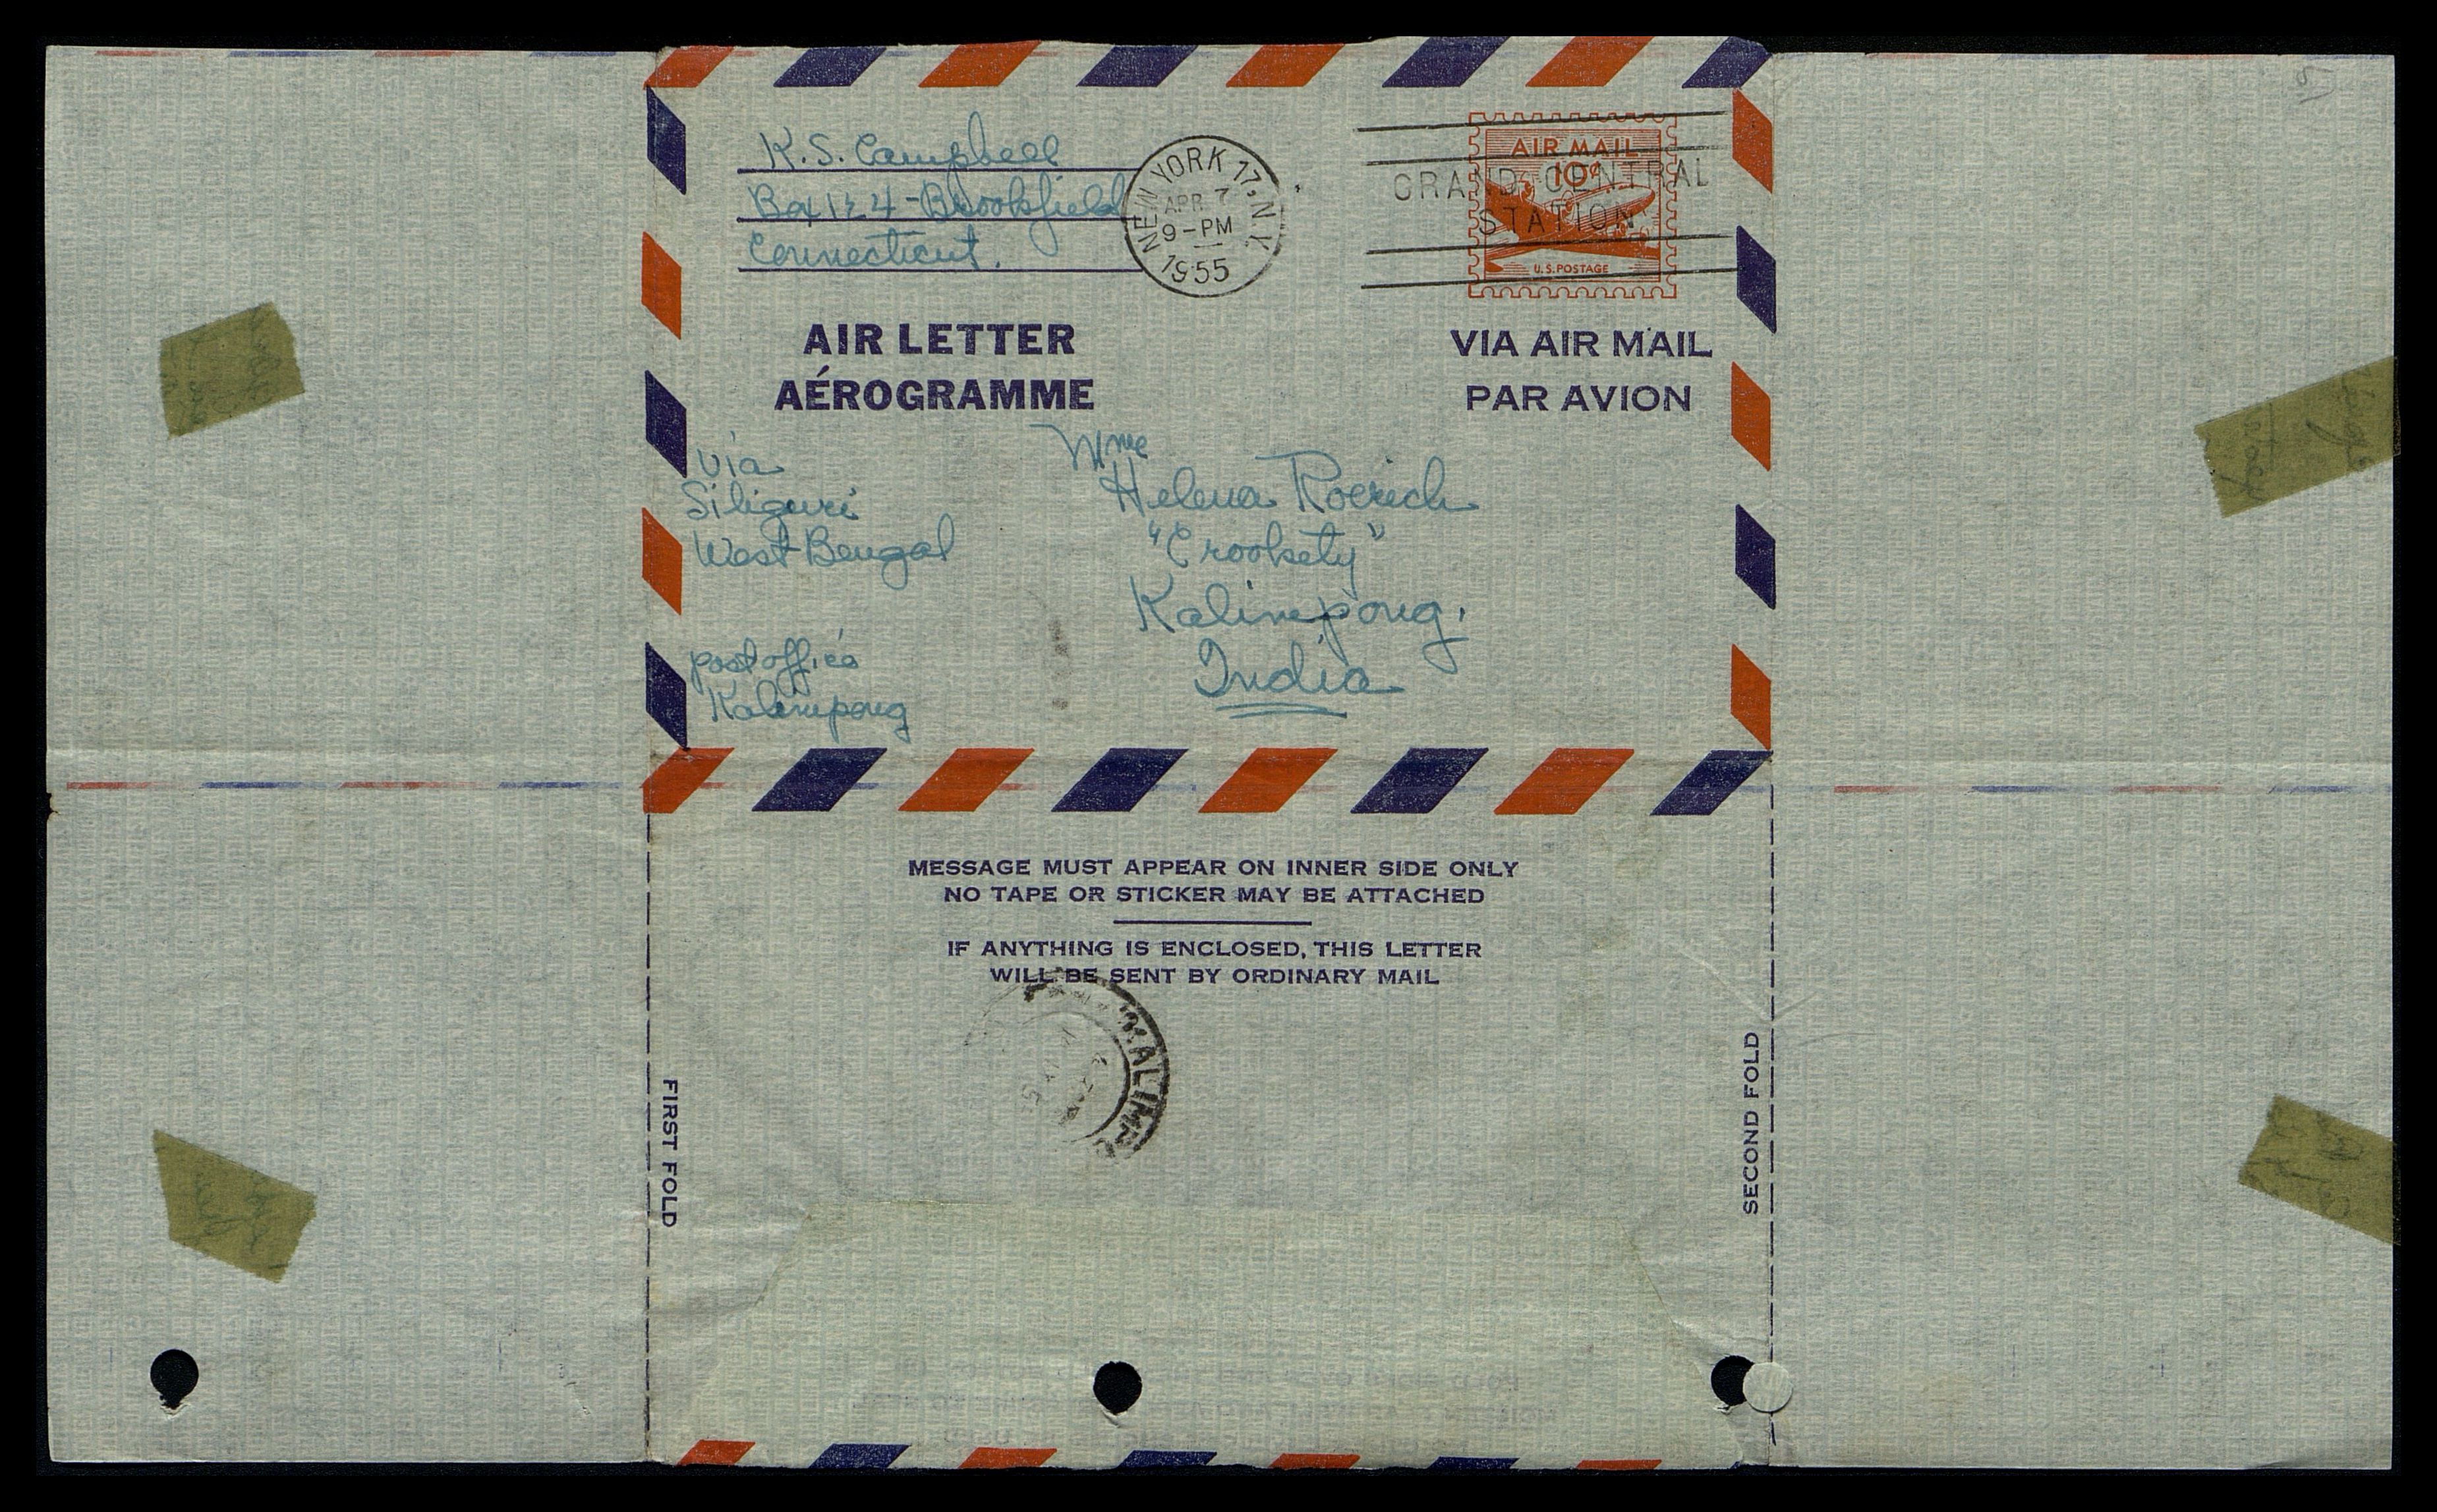 K.S. Campbell
Box 124 - Brookfield
Connecticut.
NEW YORK 17, N.Y.
APR 7
9-PM
1955
AIR MAIL
10¢
U.S. POSTAGE
GRAND CENTRAL
STATION
AIR LETTER
AÉROGRAMME
VIA AIR MAIL
PAR AVION
via
Siliguri
West Bengal
Mme
Helena Roerich
"Crookety"
Kalimpong.
India
post office
Kalimpong
MESSAGE MUST APPEAR ON INNER SIDE ONLY
NO TAPE OR STICKER MAY BE ATTACHED
IF ANYTHING IS ENCLOSED, THIS LETTER
WILL BE SENT BY ORDINARY MAIL
FIRST FOLD
SECOND FOLD